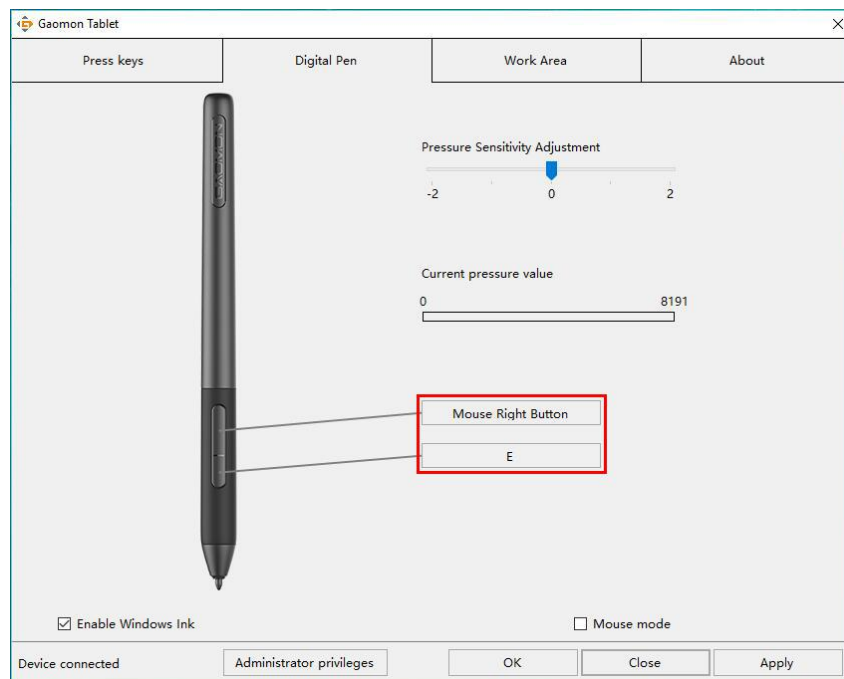 Gaomon Tablet
Press keys
Digital Pen
Work Area
About
GAOMON
Pressure Sensitivity Adjustment
-2
0
2
Current pressure value
0
8191
Mouse Right Button
E
Enable Windows Ink
Mouse mode
Device connected
Administrator privileges
OK
Close
Apply